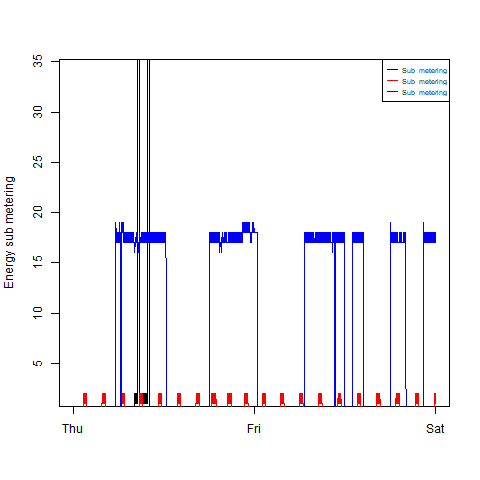 35
30
25
20
15
10
5
Energy sub metering
Sub metering
Sub metering
Sub metering
Thu Fri Sat